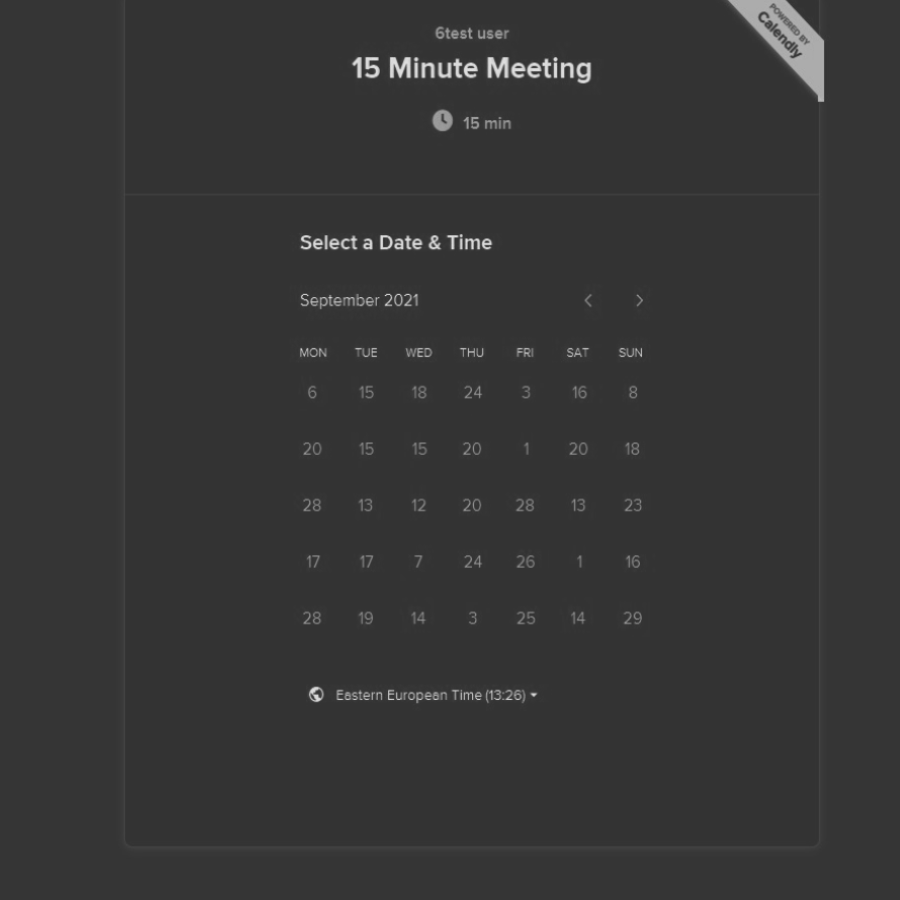 POWERED BY
Calendly
6test user
15 Minute Meeting
15 min
Select a Date & Time
September 2021
MON TUE WED THU FRI SAT SUN
6 15 18 24 3 16 8
20 15 15 20 1 20 18
28 13 12 20 28 13 23
17 17 7 24 26 1 16
28 19 14 3 25 14 29
Eastern European Time (13:26)